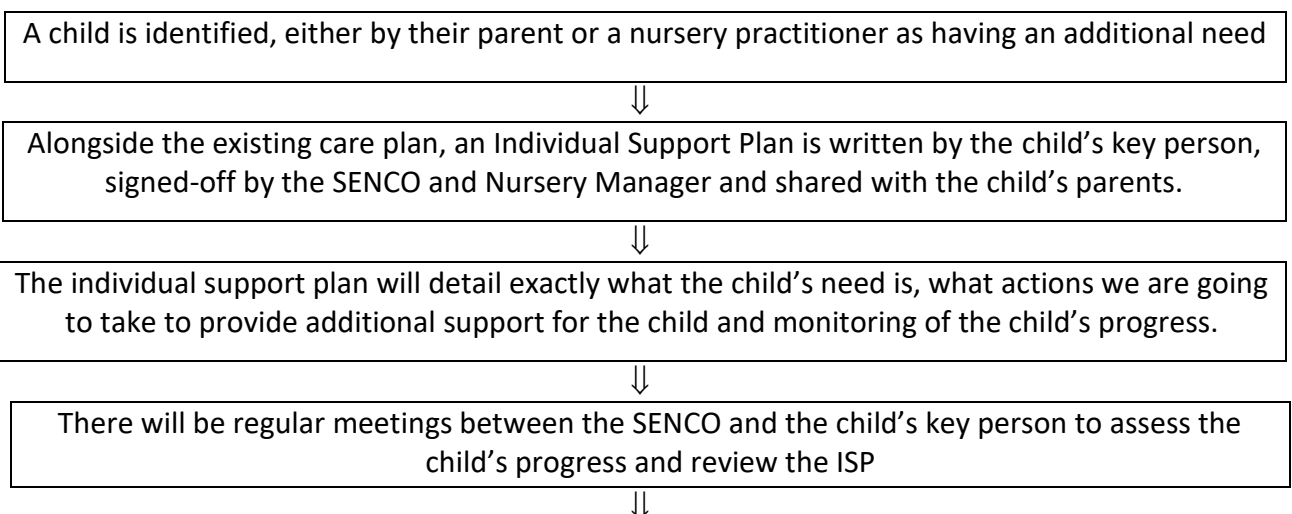 A child is identified, either by their parent or a nursery practitioner as having an additional need
⇓
Alongside the existing care plan, an Individual Support Plan is written by the child’s key person,
signed-off by the SENCO and Nursery Manager and shared with the child’s parents.
⇓
The individual support plan will detail exactly what the child’s need is, what actions we are going
to take to provide additional support for the child and monitoring of the child’s progress.
⇓
There will be regular meetings between the SENCO and the child’s key person to assess the
child’s progress and review the ISP
⇓